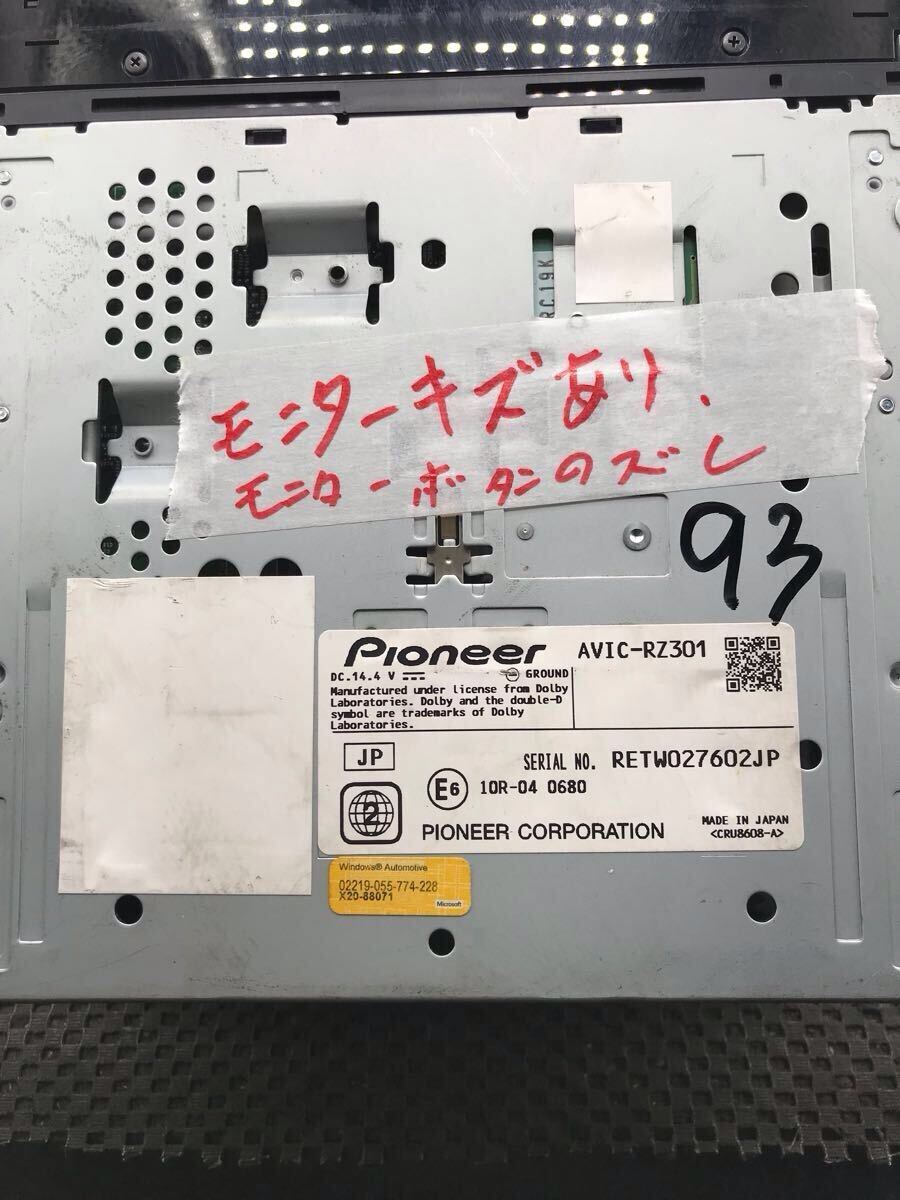 RC19K
モニターキズあり.
モニターボタンのズレ
93
Pioneer AVIC-RZ301
DC.14.4 V GROUND
Manufactured under license from Dolby
Laboratories. Dolby and the double-D
symbol are trademarks of Dolby
Laboratories.
JP
SERIAL NO. RETW027602JP
E6 10R-04 0680
2
PIONEER CORPORATION
MADE IN JAPAN
<CRU8608-A>
Windows® Automotive
02219-055-774-228
X20-88071
Microsoft